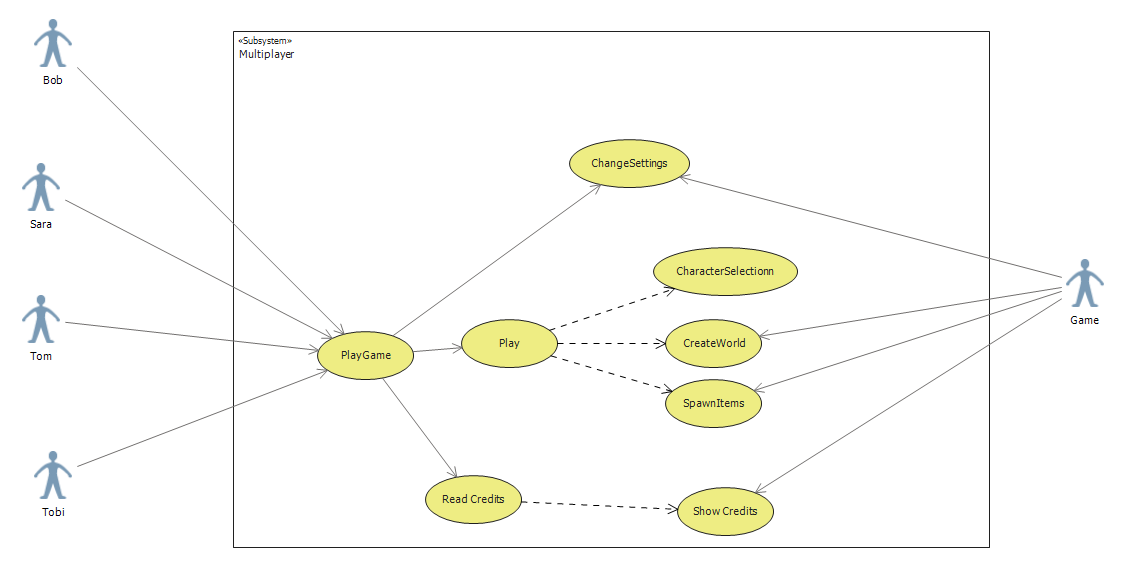 Bob
«Subsystem»
Multiplayer
ChangeSettings
Sara
CharacterSelectionn
Game
Tom
PlayGame
Play
CreateWorld
SpawnItems
Tobi
Read Credits
Show Credits